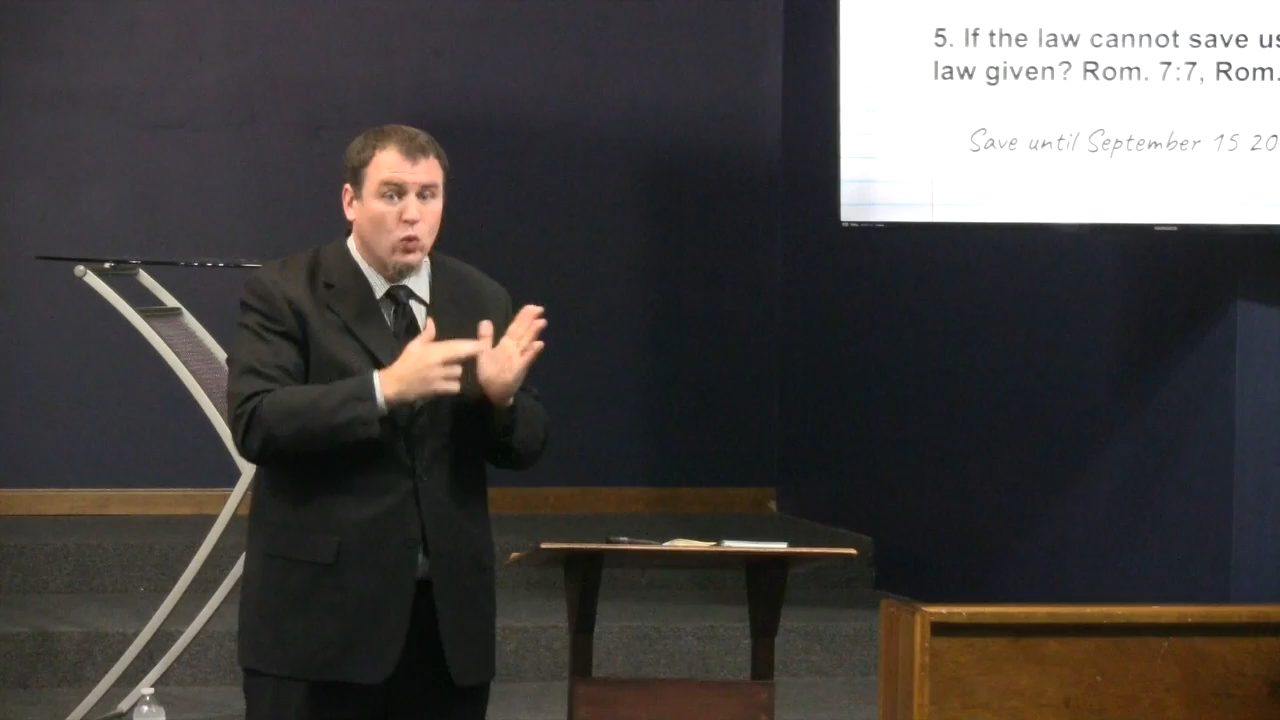 5. If the law cannot save us
law given? Rom. 7:7, Rom.
Save until September 15 20